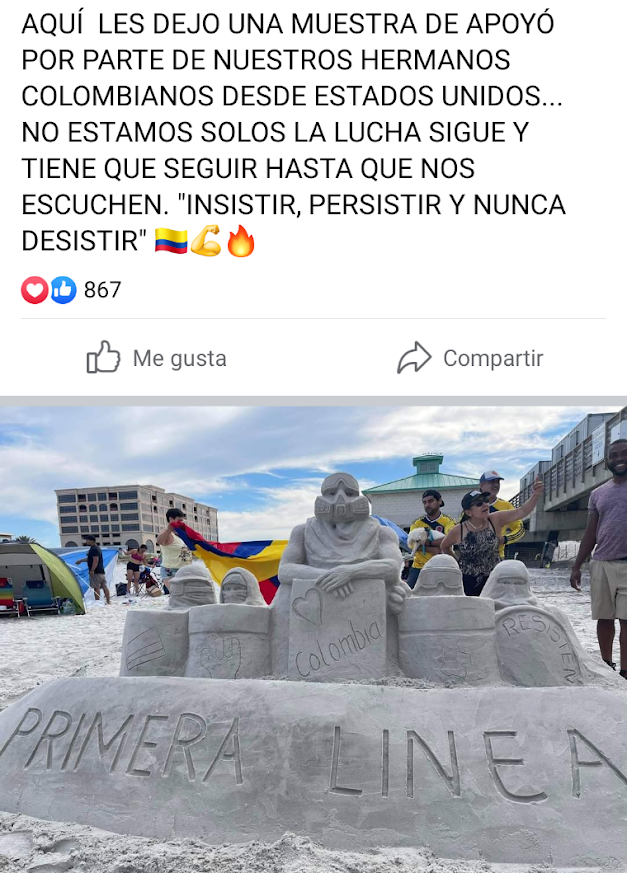 AQUÍ LES DEJO UNA MUESTRA DE APOYÓ
POR PARTE DE NUESTROS HERMANOS
COLOMBIANOS DESDE ESTADOS UNIDOS...
NO ESTAMOS SOLOS LA LUCHA SIGUE Y
TIENE QUE SEGUIR HASTA QUE NOS
ESCUCHEN. "INSISTIR, PERSISTIR Y NUNCA
DESISTIR" 🇨🇴💪🔥
867
Me gusta
Compartir
Colombia
RESISTEN
PRIMERA LINEA